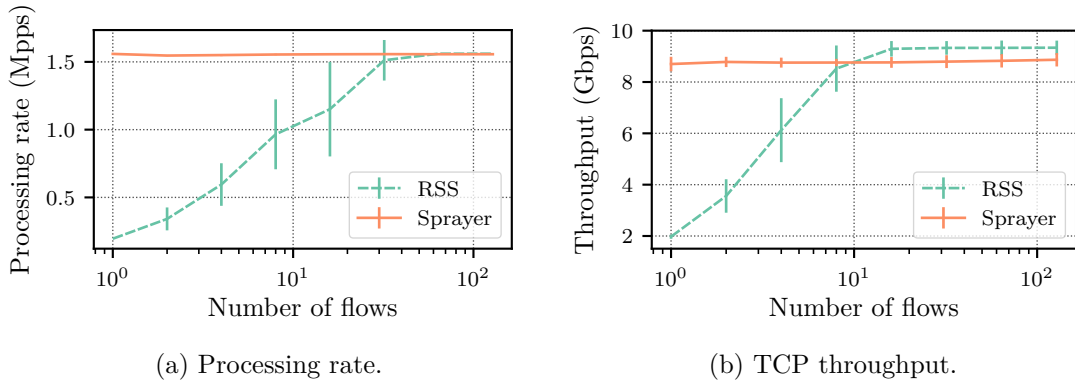 Processing rate (Mpps)
1.5
1.0
0.5
10^0
10^1
10^2
Number of flows
RSS
Sprayer
(a) Processing rate.
Throughput (Gbps)
10
8
6
4
2
10^0
10^1
10^2
Number of flows
RSS
Sprayer
(b) TCP throughput.